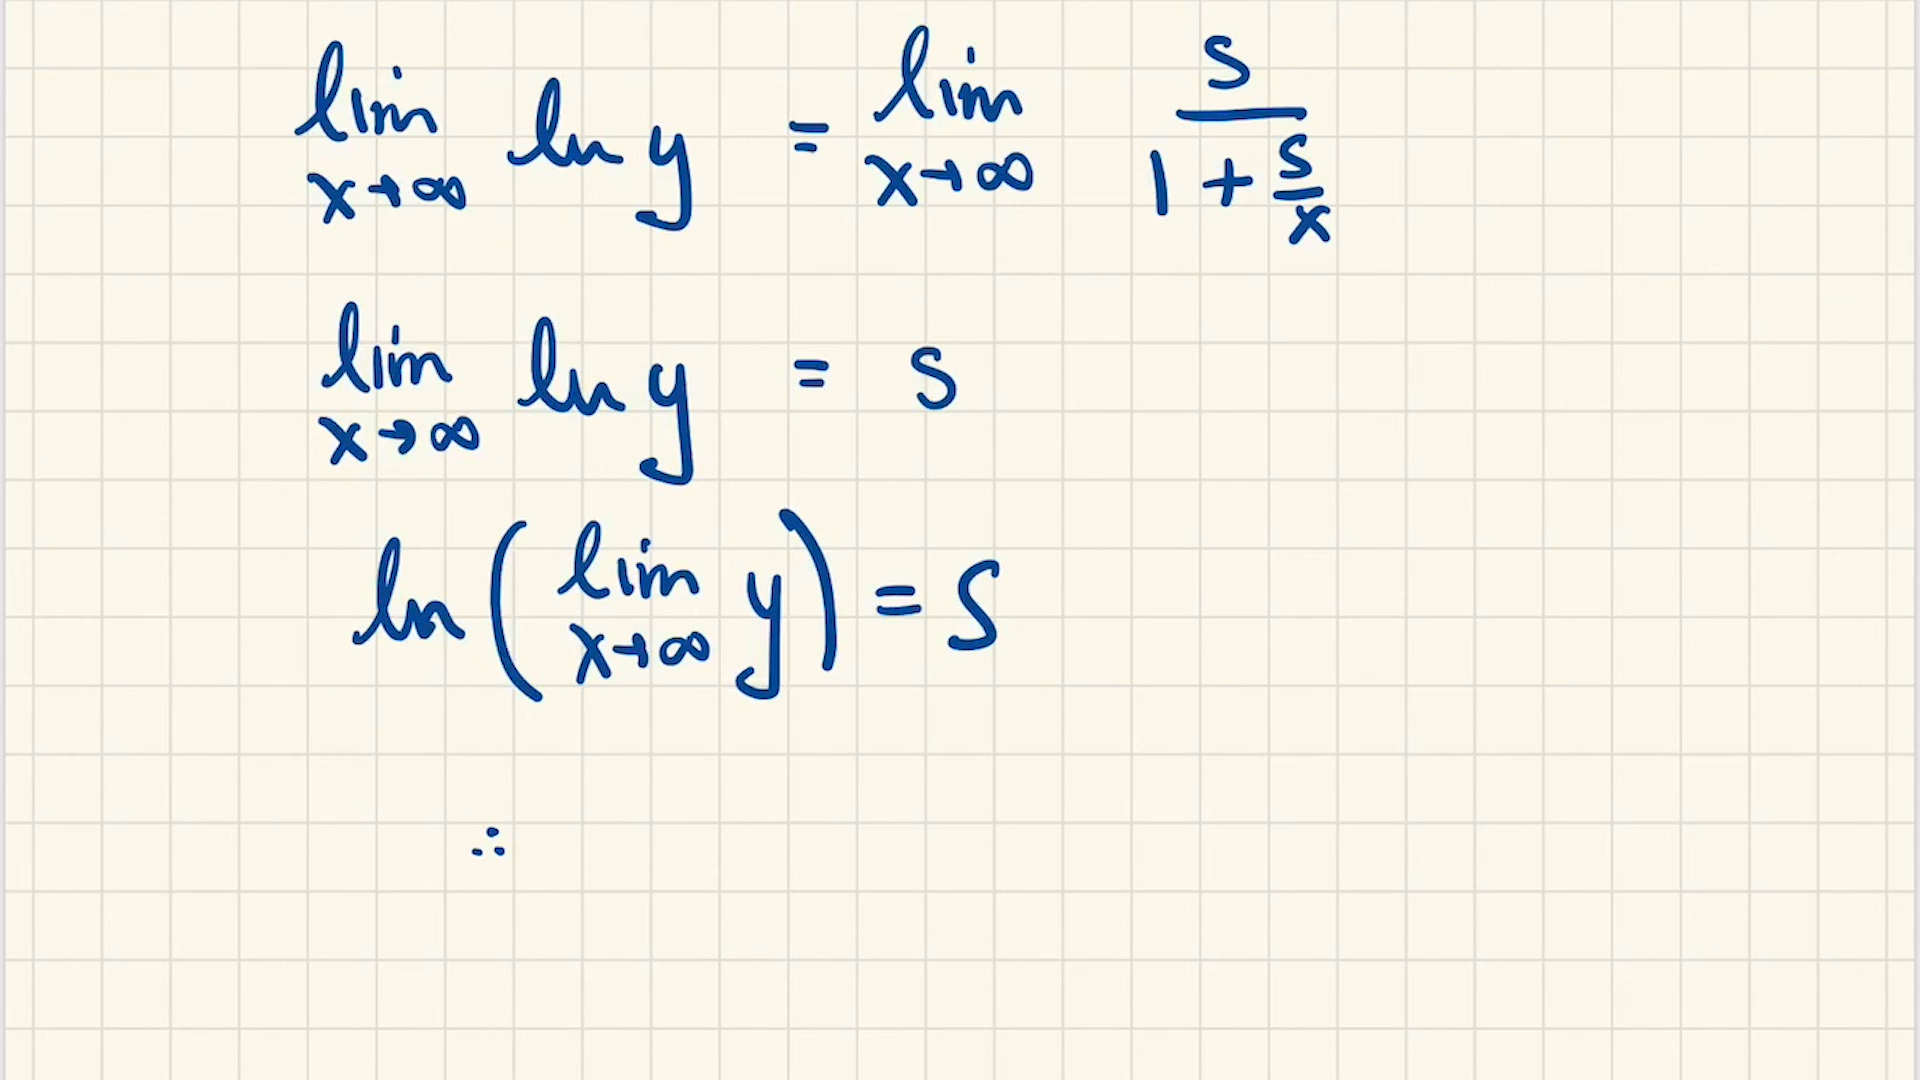 lim x→∞ ln y = lim x→∞ s / (1 + s/x)
lim x→∞ ln y = s
ln ( lim x→∞ y ) = S
∴